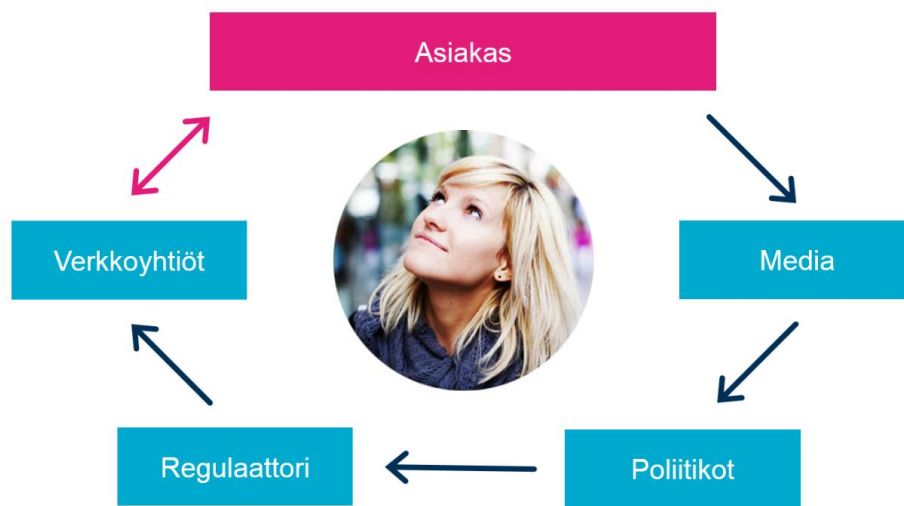 Asiakas
Verkkoyhtiöt
Media
Regulaattori
Poliitikot